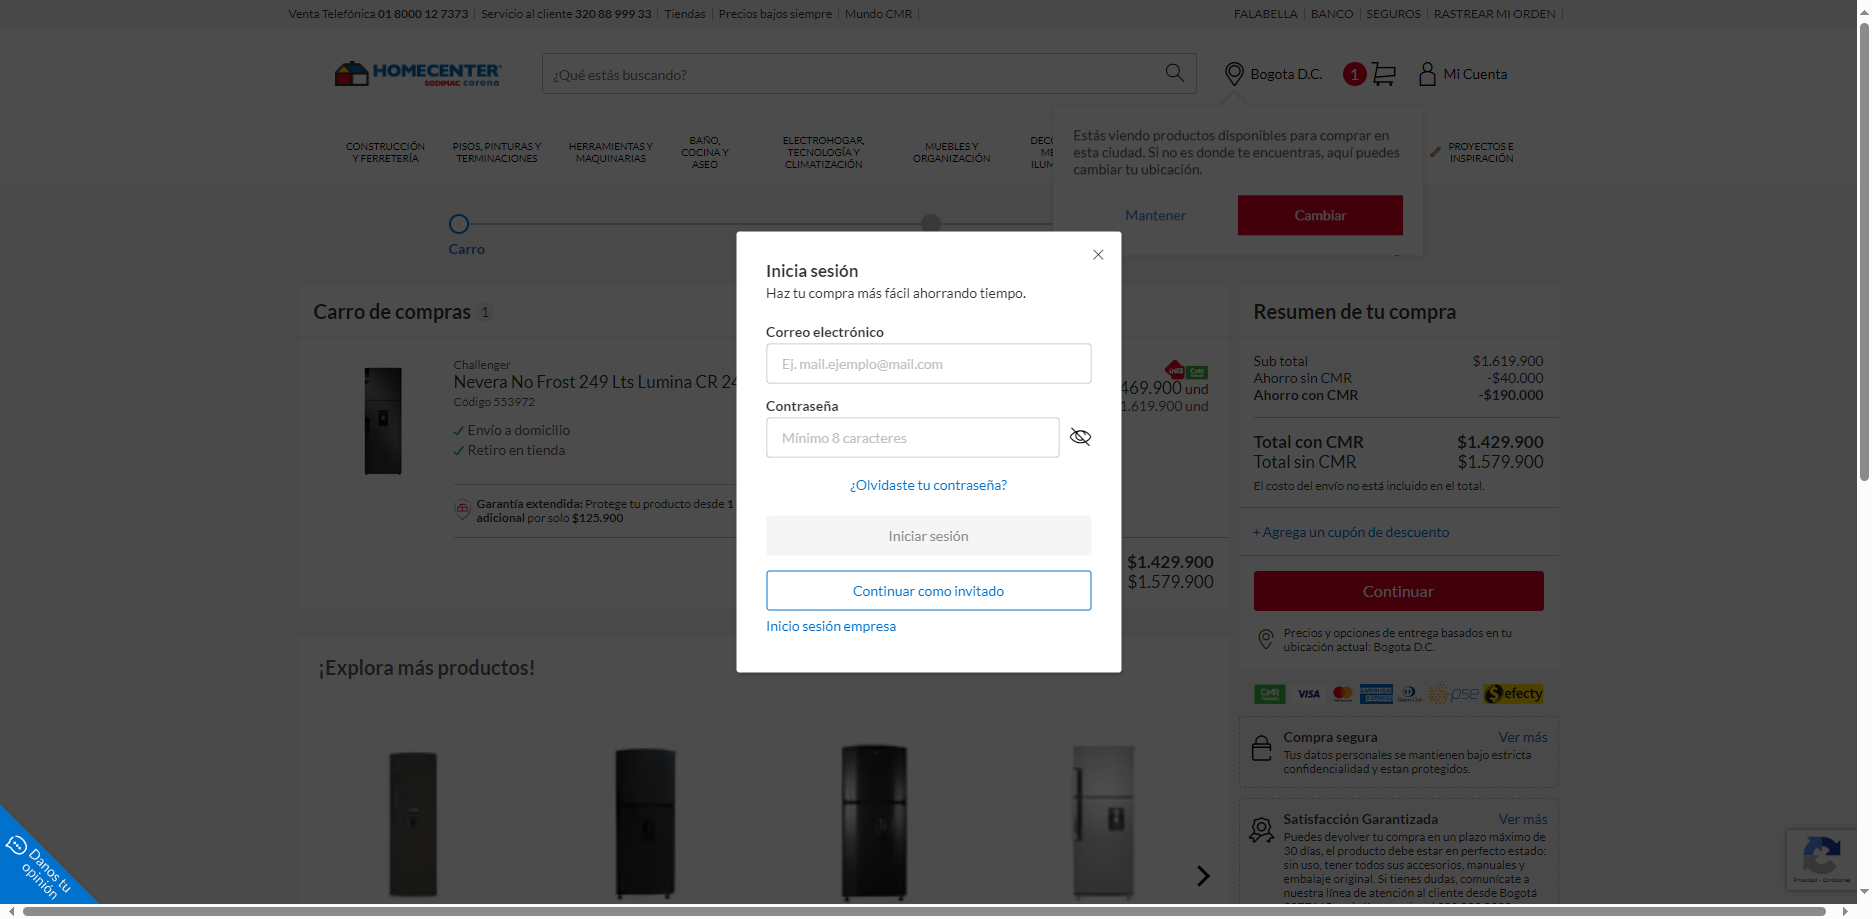 Venta Telefónica 01 8000 12 7373 Servicio al cliente 320 88 999 33 Tiendas Precios bajos siempre Mundo CMR
FALABELLA BANCO SEGUROS RASTREAR MI ORDEN
HOMECENTER
SODIMAC corona
¿Qué estás buscando?
Bogota D.C.
1
Mi Cuenta
CONSTRUCCIÓN
Y FERRETERÍA
PISOS, PINTURAS Y
TERMINACIONES
HERRAMIENTAS Y
MAQUINARIAS
BAÑO,
COCINA Y
ASEO
ELECTROHOGAR,
TECNOLOGÍA Y
CLIMATIZACIÓN
MUEBLES Y
ORGANIZACIÓN
PROYECTOS E
INSPIRACIÓN
Estás viendo productos disponibles para comprar en
esta ciudad. Si no es donde te encuentras, aquí puedes
cambiar tu ubicación.
Mantener
Cambiar
Carro
Inicia sesión
Haz tu compra más fácil ahorrando tiempo.
Correo electrónico
Ej. mail.ejemplo@mail.com
Contraseña
Mínimo 8 caracteres
¿Olvidaste tu contraseña?
Iniciar sesión
Continuar como invitado
Inicio sesión empresa
Carro de compras 1
Challenger
Nevera No Frost 249 Lts Lumina CR 24
Código 553972
Envío a domicilio
Retiro en tienda
Garantía extendida: Protege tu producto desde 1
adicional por solo $125.900
469.900 und
1.619.900 und
$1.429.900
$1.579.900
Resumen de tu compra
Sub total $1.619.900
Ahorro sin CMR -$40.000
Ahorro con CMR -$190.000
Total con CMR $1.429.900
Total sin CMR $1.579.900
El costo del envío no está incluido en el total.
+ Agrega un cupón de descuento
Continuar
Precios y opciones de entrega basados en tu
ubicación actual: Bogota D.C.
CMR VISA AMERICAN EXPRESS pse efecty
Compra segura Ver más
Tus datos personales se mantienen bajo estricta
confidencialidad y estan protegidos.
Satisfacción Garantizada Ver más
Puedes devolver tu compra en un plazo máximo de
30 días, el producto debe estar en perfecto estado:
sin uso, tener todos sus accesorios, manuales y
embalaje original. Si tienes dudas, comunícate a
nuestra línea de atención al cliente desde Bogotá
¡Explora más productos!
Danos tu
opinión